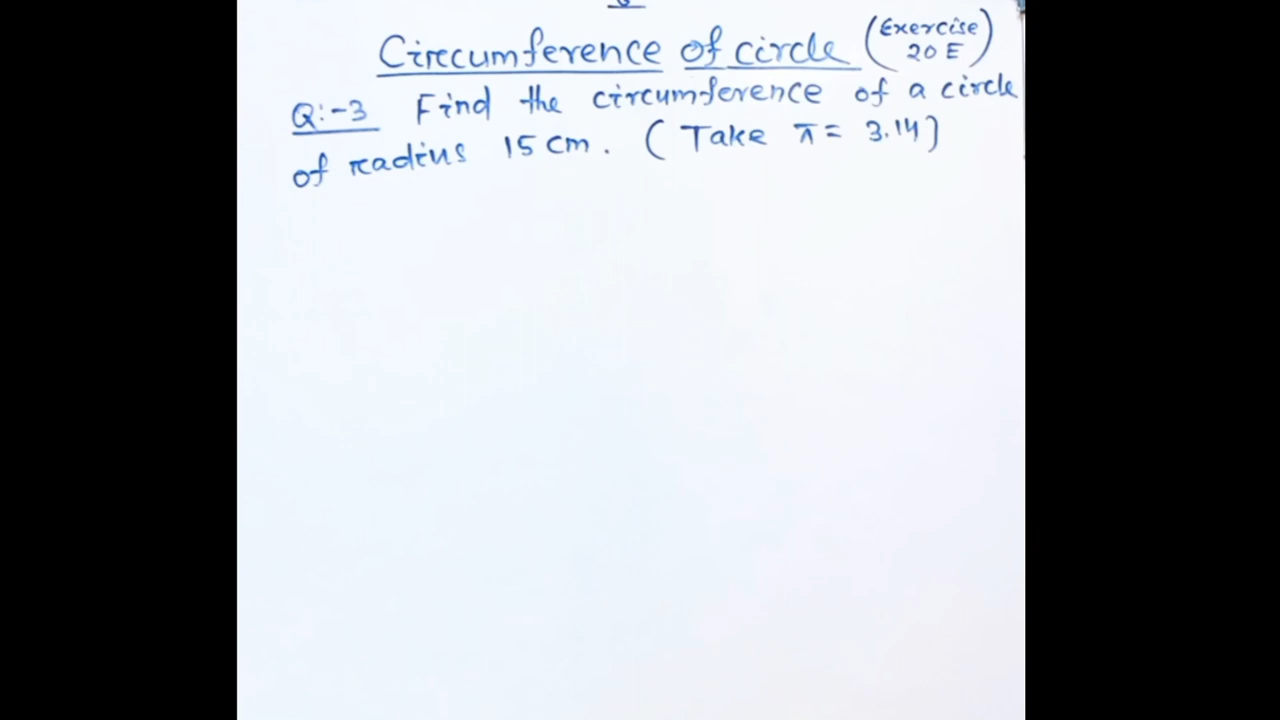 Circumference of circle (Exercise 20 E)
Q:-3 Find the circumference of a circle
of radius 15 cm. ( Take π = 3.14)